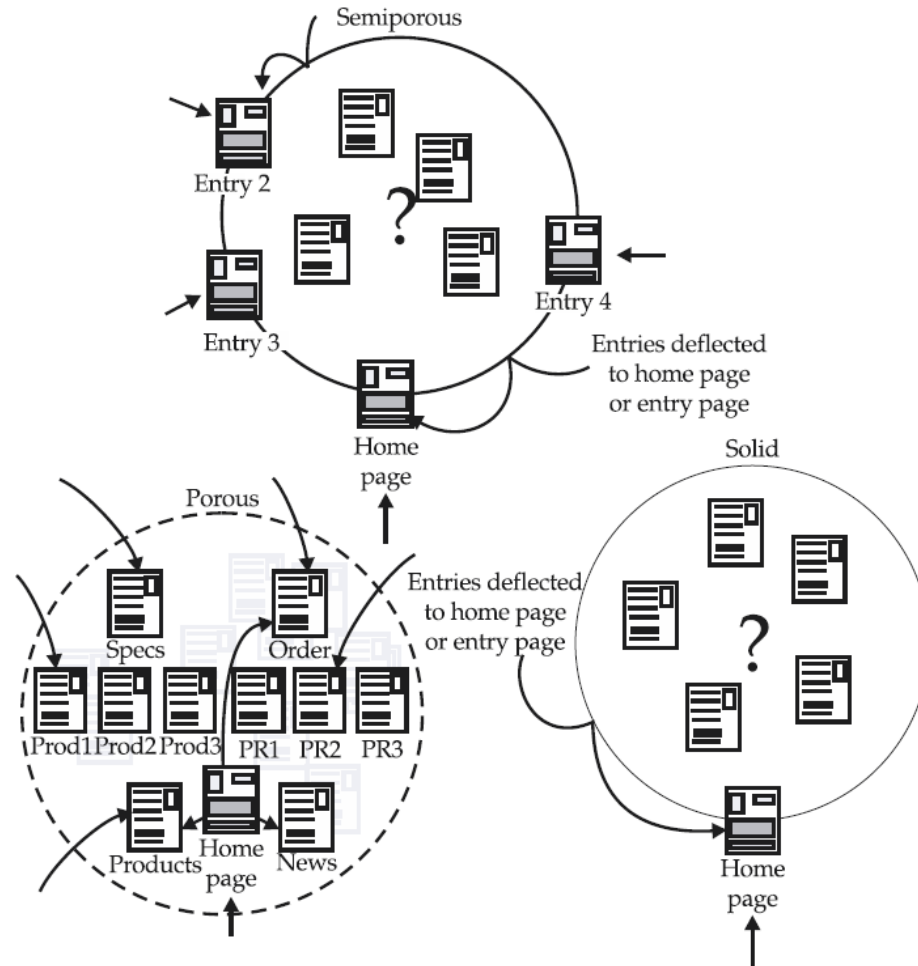 Semiporous
Entry 2
?
Entry 4
Entry 3
Entries deflected
to home page
or entry page
Home
page
Porous
Specs
Order
Prod1 Prod2 Prod3 PR1 PR2 PR3
Products
Home
page
News
Solid
Entries deflected
to home page
or entry page
?
Home
page